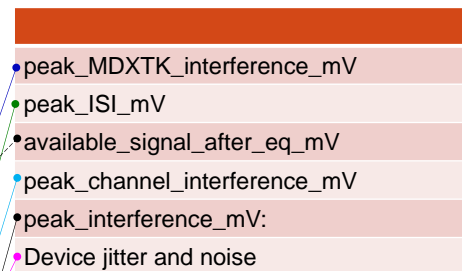 peak_MDXTK_interference_mV
peak_ISI_mV
available_signal_after_eq_mV
peak_channel_interference_mV
peak_interference_mV:
Device jitter and noise